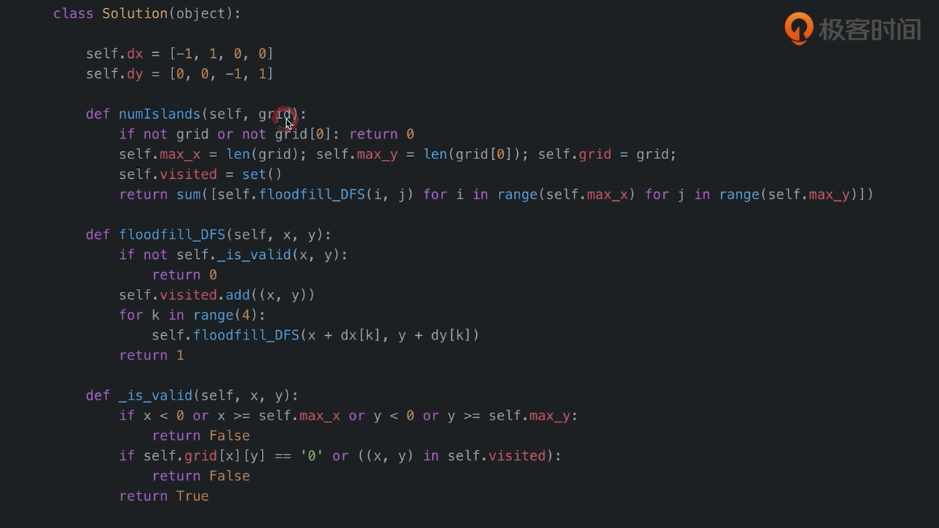 class Solution(object):
极客时间
self.dx = [-1, 1, 0, 0]
self.dy = [0, 0, -1, 1]
def numIslands(self, grid):
if not grid or not grid[0]: return 0
self.max_x = len(grid); self.max_y = len(grid[0]); self.grid = grid;
self.visited = set()
return sum([self.floodfill_DFS(i, j) for i in range(self.max_x) for j in range(self.max_y)])
def floodfill_DFS(self, x, y):
if not self._is_valid(x, y):
return 0
self.visited.add((x, y))
for k in range(4):
self.floodfill_DFS(x + dx[k], y + dy[k])
return 1
def _is_valid(self, x, y):
if x < 0 or x >= self.max_x or y < 0 or y >= self.max_y:
return False
if self.grid[x][y] == '0' or ((x, y) in self.visited):
return False
return True